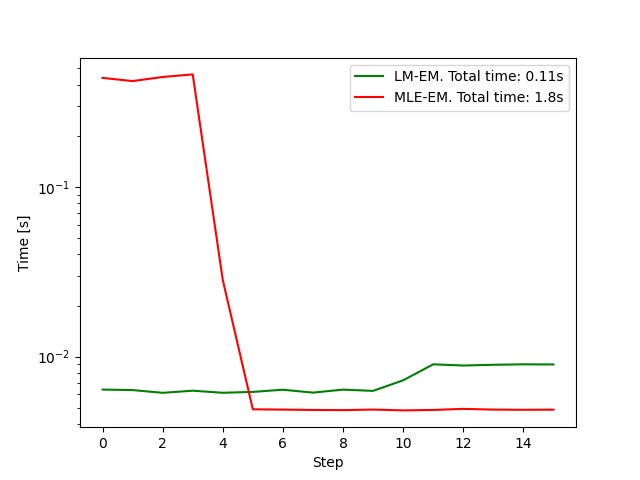 LM-EM. Total time: 0.11s
MLE-EM. Total time: 1.8s
10⁻¹
10⁻²
Time [s]
0 2 4 6 8 10 12 14
Step